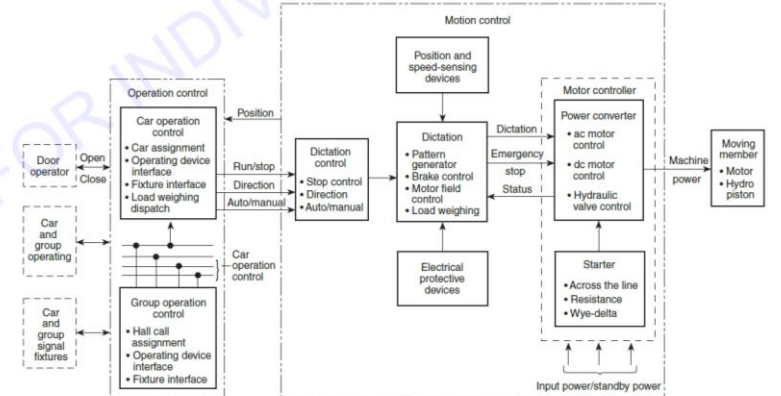 FOR INDIV
Motion control
Position and
speed-sensing
devices
Operation control
Motor controller
Car operation
control
• Car assignment
• Operating device
interface
• Fixture interface
• Load weighing
dispatch
Position
Door
operator
Open
Close
Run/stop
Direction
Auto/manual
Dictation
control
• Stop control
• Direction
• Auto/manual
Dictation
• Pattern
generator
• Brake control
• Motor field
control
• Load weighing
Dictation
Emergency
stop
Status
Power converter
• ac motor
control
• dc motor
control
• Hydraulic
valve control
Machine
power
Moving
member
• Motor
• Hydro
piston
Car
and
group
operating
Car
operation
control
Electrical
protective
devices
Starter
• Across the line
• Resistance
• Wye-delta
Group operation
control
• Hall call
assignment
• Operating device
interface
• Fixture interface
Car
and
group
signal
fixtures
Input power/standby power